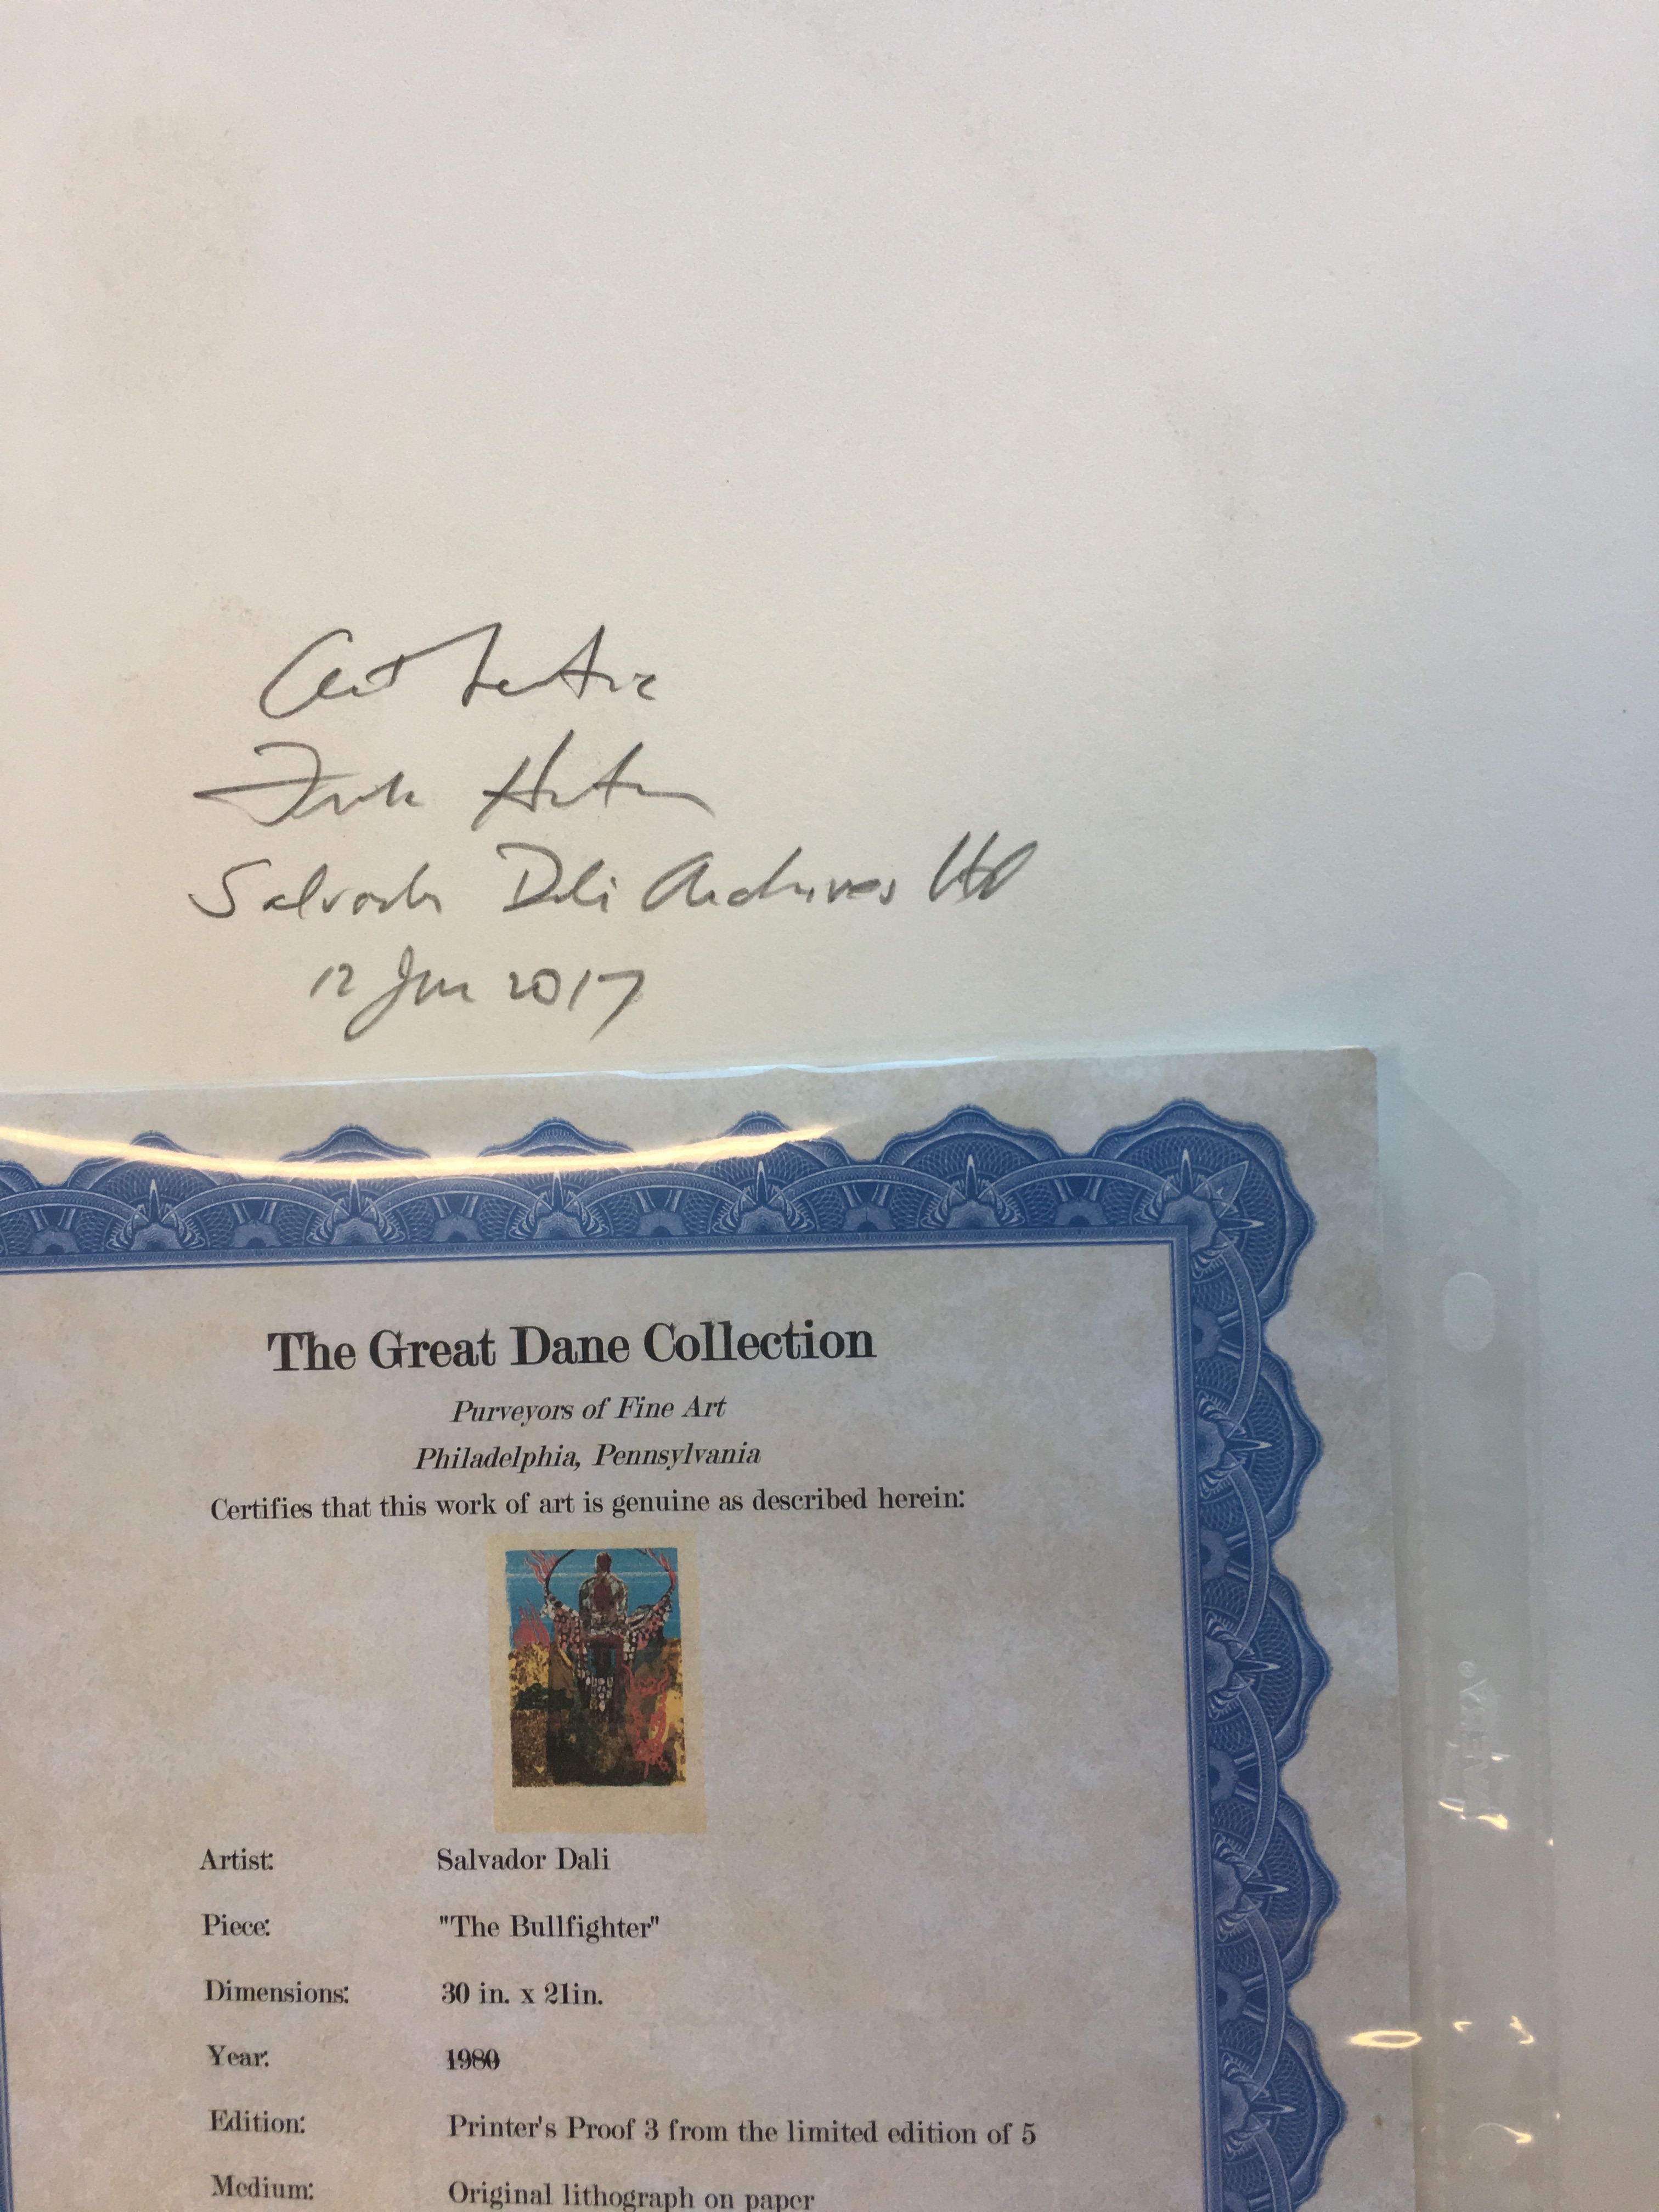 Authentic
Frank Hunter
Salvador Dali Archives Ltd
12 Jun 2017
The Great Dane Collection
Purveyors of Fine Art
Philadelphia, Pennsylvania
Certifies that this work of art is genuine as described herein:
Artist: Salvador Dali
Piece: "The Bullfighter"
Dimensions: 30 in. x 21in.
Year: 1980
Edition: Printer's Proof 3 from the limited edition of 5
Medium: Original lithograph on paper